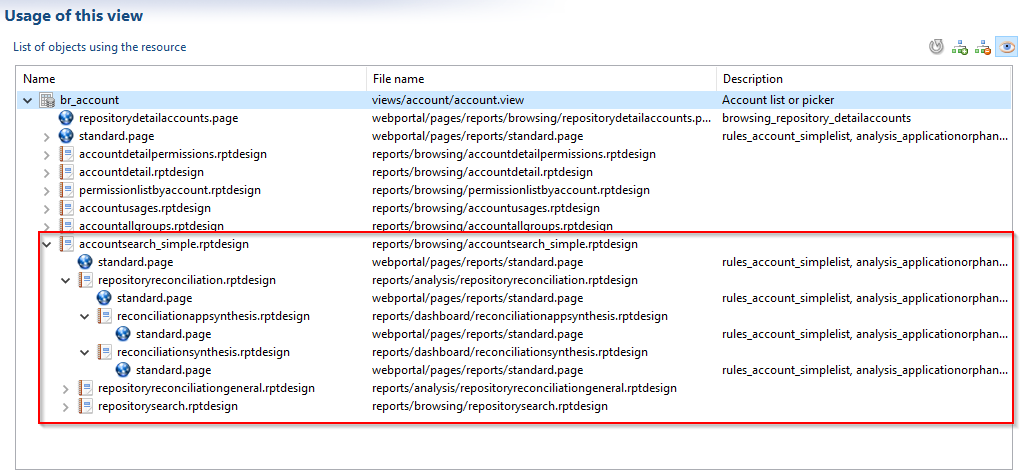 Usage of this view
List of objects using the resource
Name File name Description
br_account views/account/account.view Account list or picker
repositorydetailaccounts.page webportal/pages/reports/browsing/repositorydetailaccounts.p... browsing_repository_detailaccounts
standard.page webportal/pages/reports/standard.page rules_account_simplelist, analysis_applicationorphan...
accountdetailpermissions.rptdesign reports/browsing/accountdetailpermissions.rptdesign
accountdetail.rptdesign reports/browsing/accountdetail.rptdesign
permissionlistbyaccount.rptdesign reports/browsing/permissionlistbyaccount.rptdesign
accountusages.rptdesign reports/browsing/accountusages.rptdesign
accountallgroups.rptdesign reports/browsing/accountallgroups.rptdesign
accountsearch_simple.rptdesign reports/browsing/accountsearch_simple.rptdesign
standard.page webportal/pages/reports/standard.page rules_account_simplelist, analysis_applicationorphan...
repositoryreconciliation.rptdesign reports/analysis/repositoryreconciliation.rptdesign
standard.page webportal/pages/reports/standard.page rules_account_simplelist, analysis_applicationorphan...
reconciliationappsynthesis.rptdesign reports/dashboard/reconciliationappsynthesis.rptdesign
standard.page webportal/pages/reports/standard.page rules_account_simplelist, analysis_applicationorphan...
reconciliationsynthesis.rptdesign reports/dashboard/reconciliationsynthesis.rptdesign
standard.page webportal/pages/reports/standard.page rules_account_simplelist, analysis_applicationorphan...
repositoryreconciliationgeneral.rptdesign reports/analysis/repositoryreconciliationgeneral.rptdesign
repositorysearch.rptdesign reports/browsing/repositorysearch.rptdesign